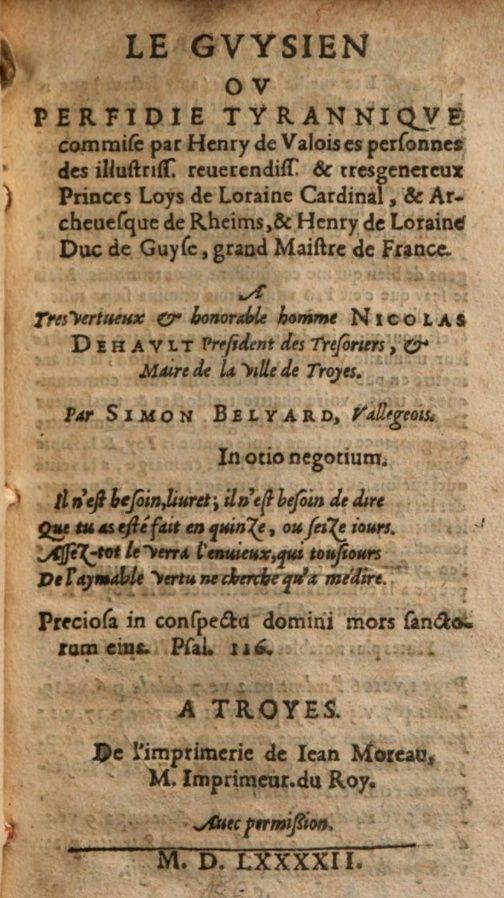 LE GVYSIEN
OV
PERFIDIE TYRANNIQVE
commiſe par Henry de Valois es perſonnes
des illuſtriſſ. reuerendiſſ. & tresgenereux
Princes Loys de Loraine Cardinal, & Ar-
cheueſque de Rheims, & Henry de Loraine
Duc de Guyſe, grand Maiſtre de France.
A
Tres vertueux & honorable homme NICOLAS
DEHAVLT Preſident des Treſoriers, &
Maire de la Ville de Troyes.
Par SIMON BELYARD, Vallegeois.
In otio negotium.
Il n'eſt beſoin, liuret; il n'eſt beſoin de dire
Que tu as eſté fait en quinZe, ou ſeiZe iours.
AſſeZ-tot le verra l'enuieux, qui touſiours
De l'aymable vertu ne cherche qu'a medire.
Precioſa in conſpectu domini mors ſancto-
rum eius. Pſal. 116.
A TROYES.
De l'imprimerie de Iean Moreau,
M. Imprimeur du Roy.
Auec permiſsion.
M. D. LXXXXII.